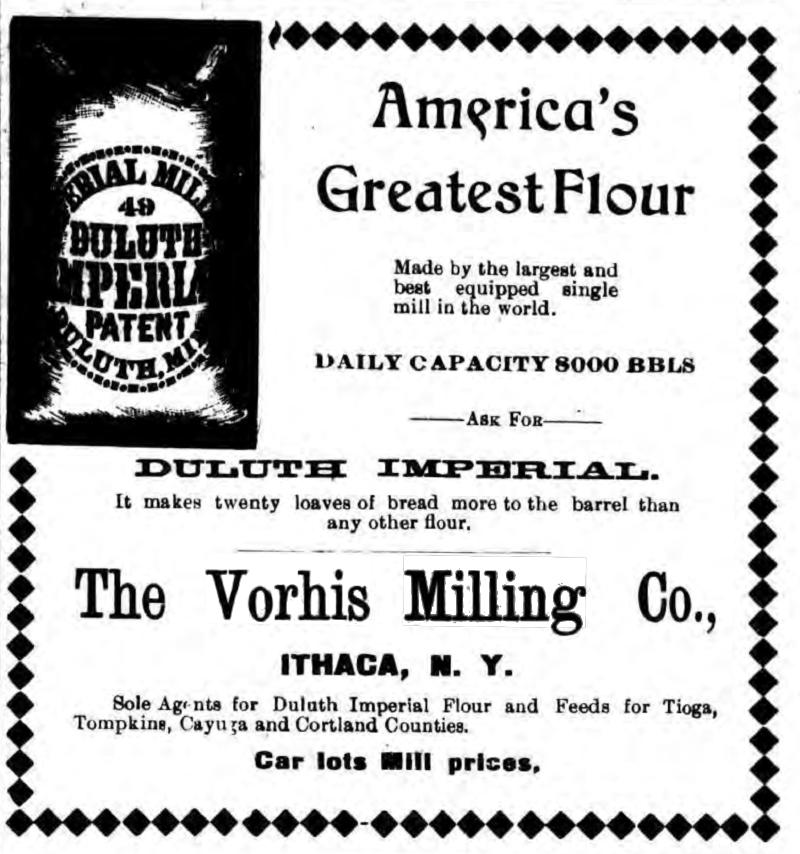 ERIAL MILL
49
DULUTH
MPERIA
PATENT
DULUTH, MIN
America's
Greatest Flour
Made by the largest and
best equipped single
mill in the world.
DAILY CAPACITY 8000 BBLS
ASK FOR
DULUTH IMPERIAL.
It makes twenty loaves of bread more to the barrel than
any other flour.
The Vorhis Milling Co.,
ITHACA, N. Y.
Sole Agents for Duluth Imperial Flour and Feeds for Tioga,
Tompkins, Cayuga and Cortland Counties.
Car lots Mill prices.